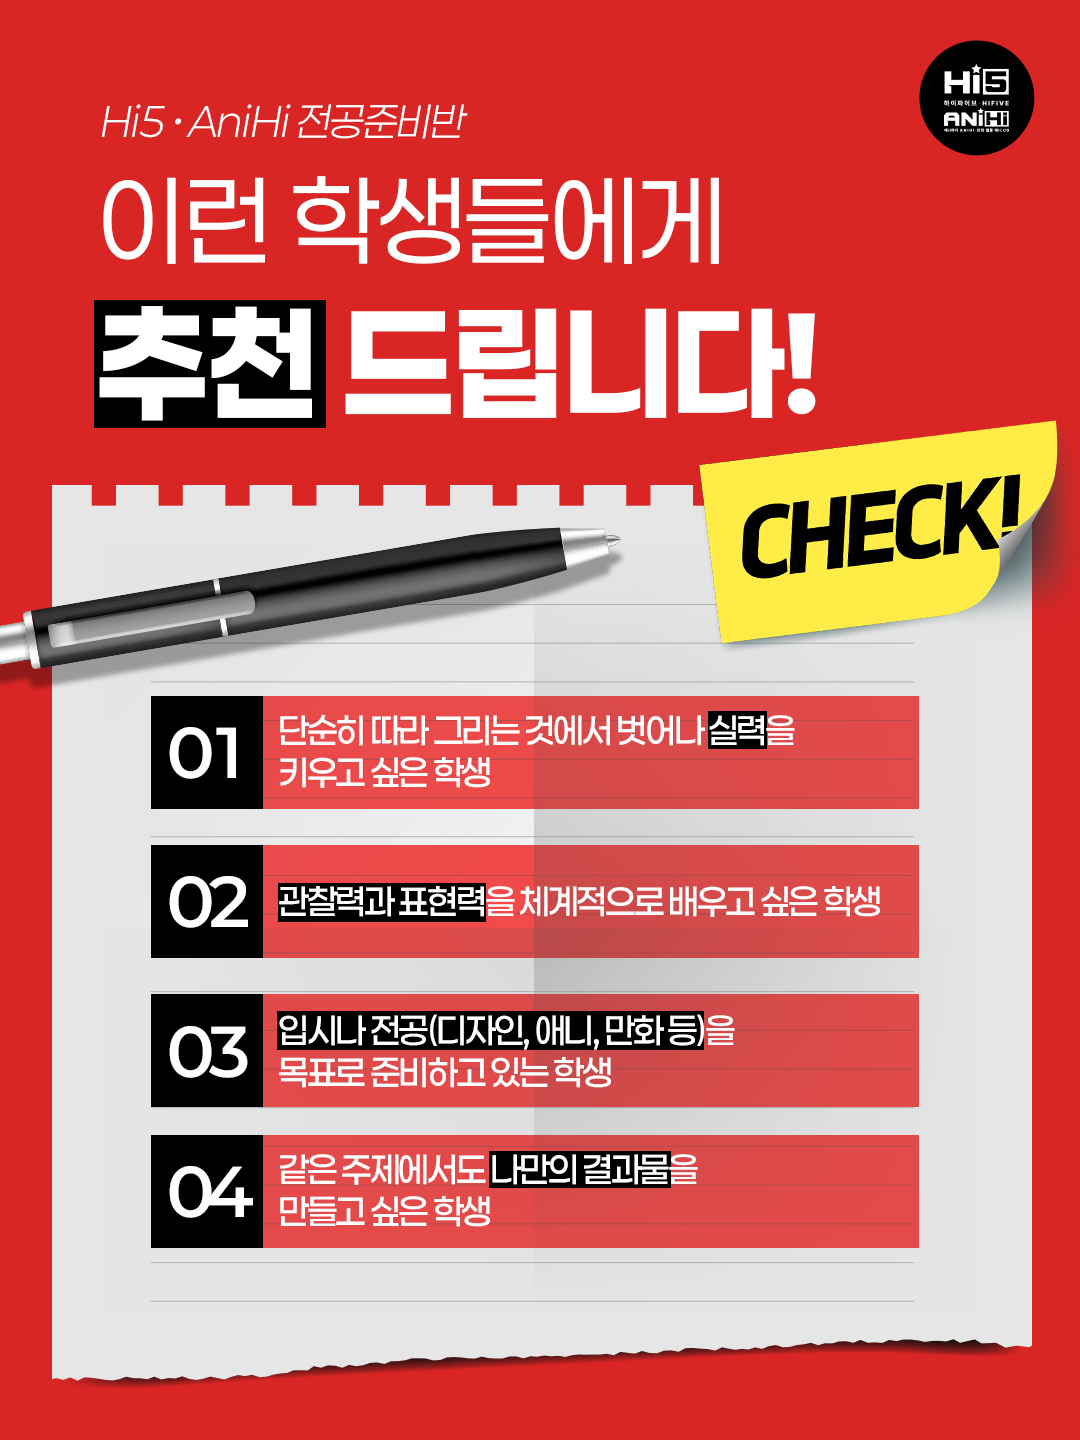 Hi5
하이파이브 · HIFIVE
ANiHi
Hi5 · AniHi 전공준비반
이런 학생들에게
추천 드립니다!
CHECK!
01
단순히 따라 그리는 것에서 벗어나 실력을
키우고 싶은 학생
02
관찰력과 표현력을 체계적으로 배우고 싶은 학생
03
입시나 전공(디자인, 애니, 만화 등)을
목표로 준비하고 있는 학생
04
같은 주제에서도 나만의 결과물을
만들고 싶은 학생